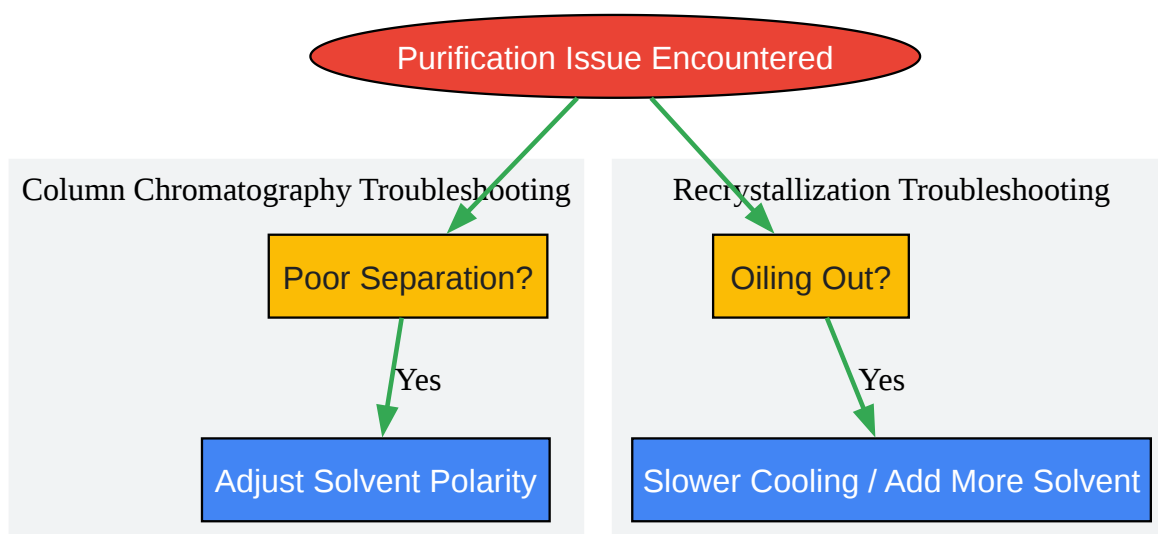 Purification Issue Encountered
Column Chromatography Troubleshooting
Poor Separation?
Yes
Adjust Solvent Polarity
Recrystallization Troubleshooting
Oiling Out?
Yes
Slower Cooling / Add More Solvent